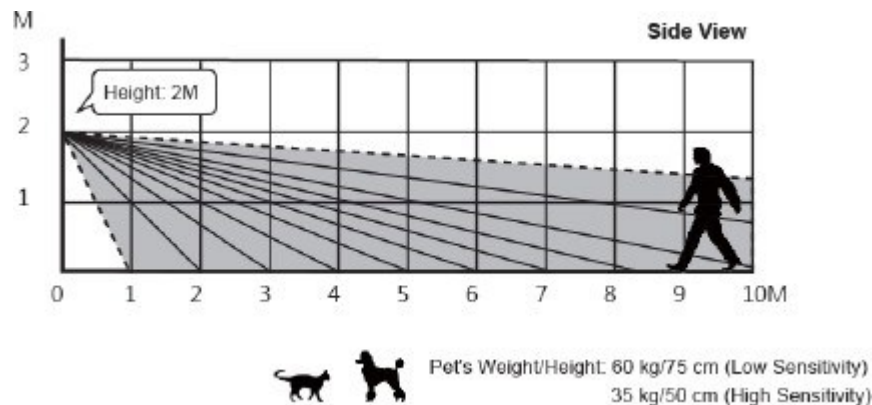 M
Side View
3
Height: 2M
2
1
0 1 2 3 4 5 6 7 8 9 10M
Pet's Weight/Height: 60 kg/75 cm (Low Sensitivity)
35 kg/50 cm (High Sensitivity)